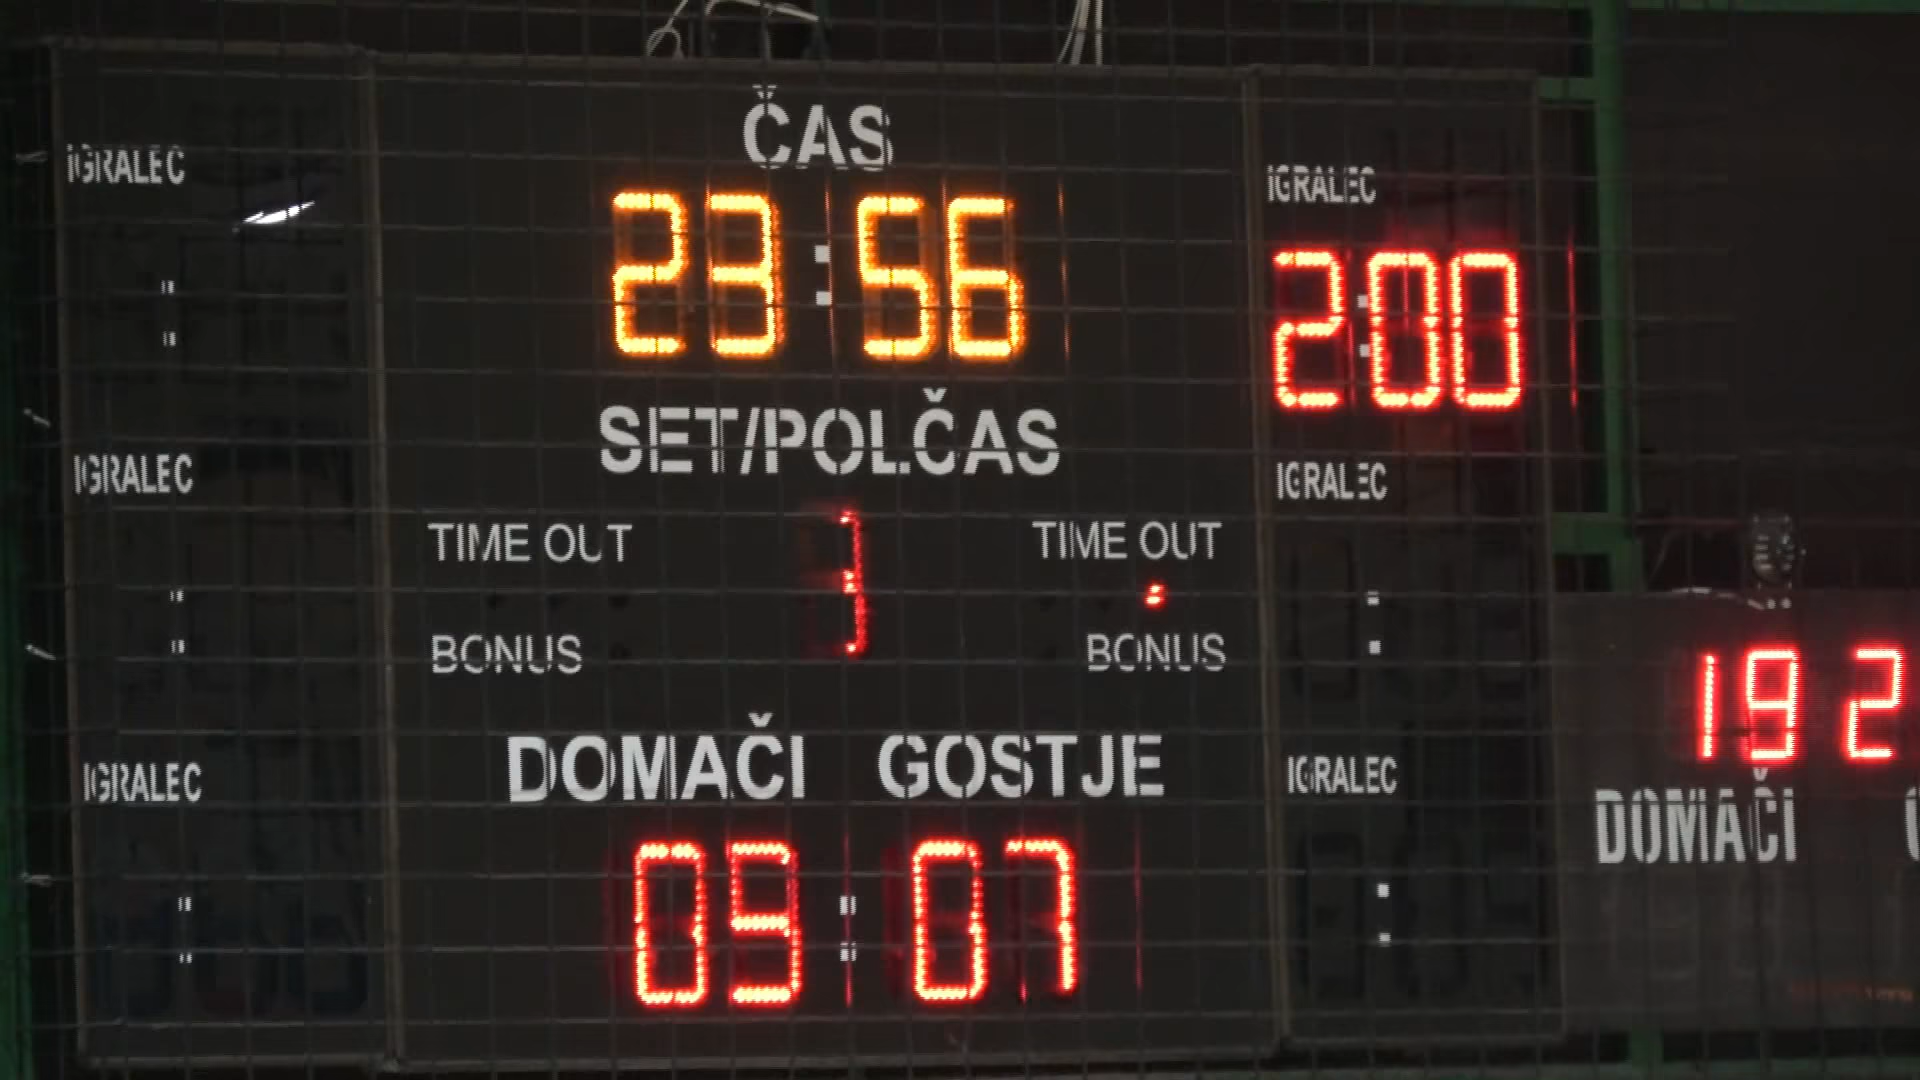 ČAS
IGRALEC
IGRALEC
23:56
2:00
SET/POLČAS
IGRALEC
IGRALEC
TIME OUT
TIME OUT
BONUS
BONUS
192
DOMAČI GOSTJE
IGRALEC
IGRALEC
DOMAČI
09:07